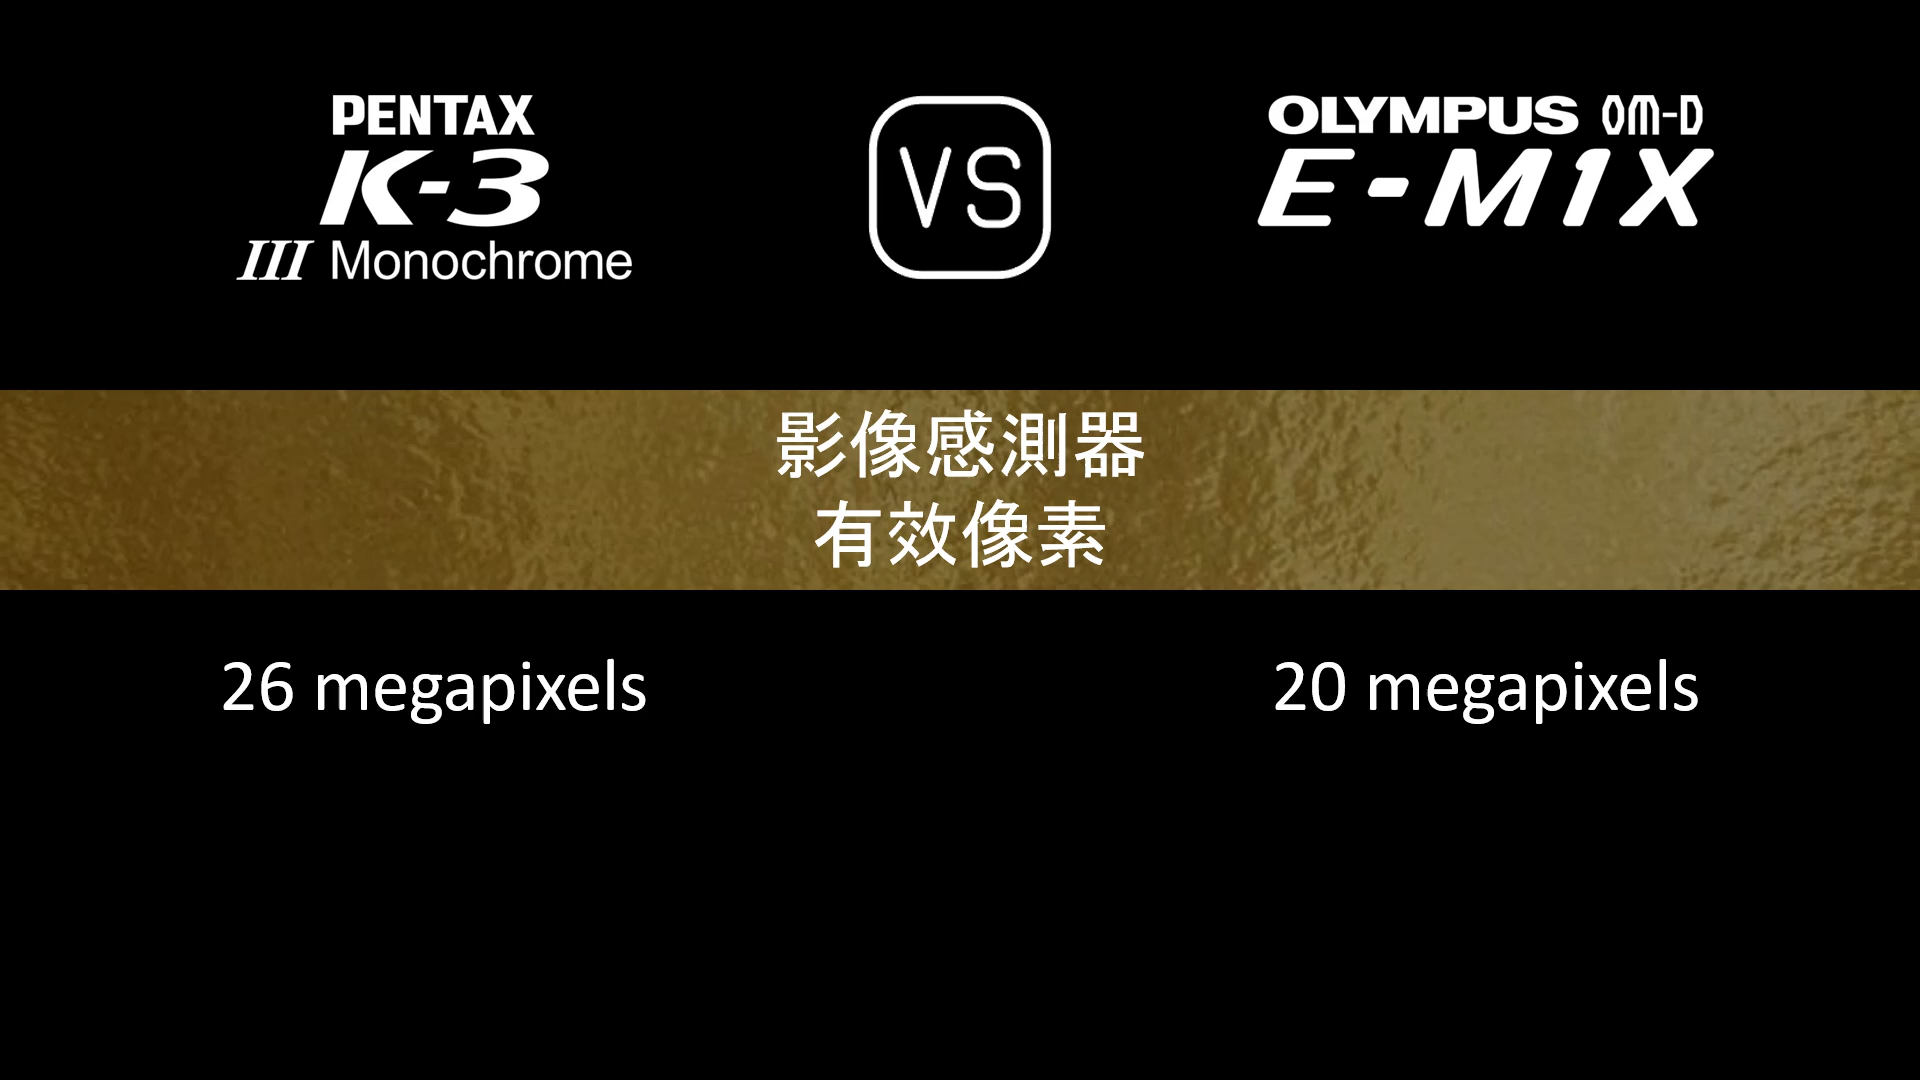 PENTAX
K-3
III Monochrome
VS
OLYMPUS OM-D
E-M1X
影像感測器
有效像素
26 megapixels
20 megapixels